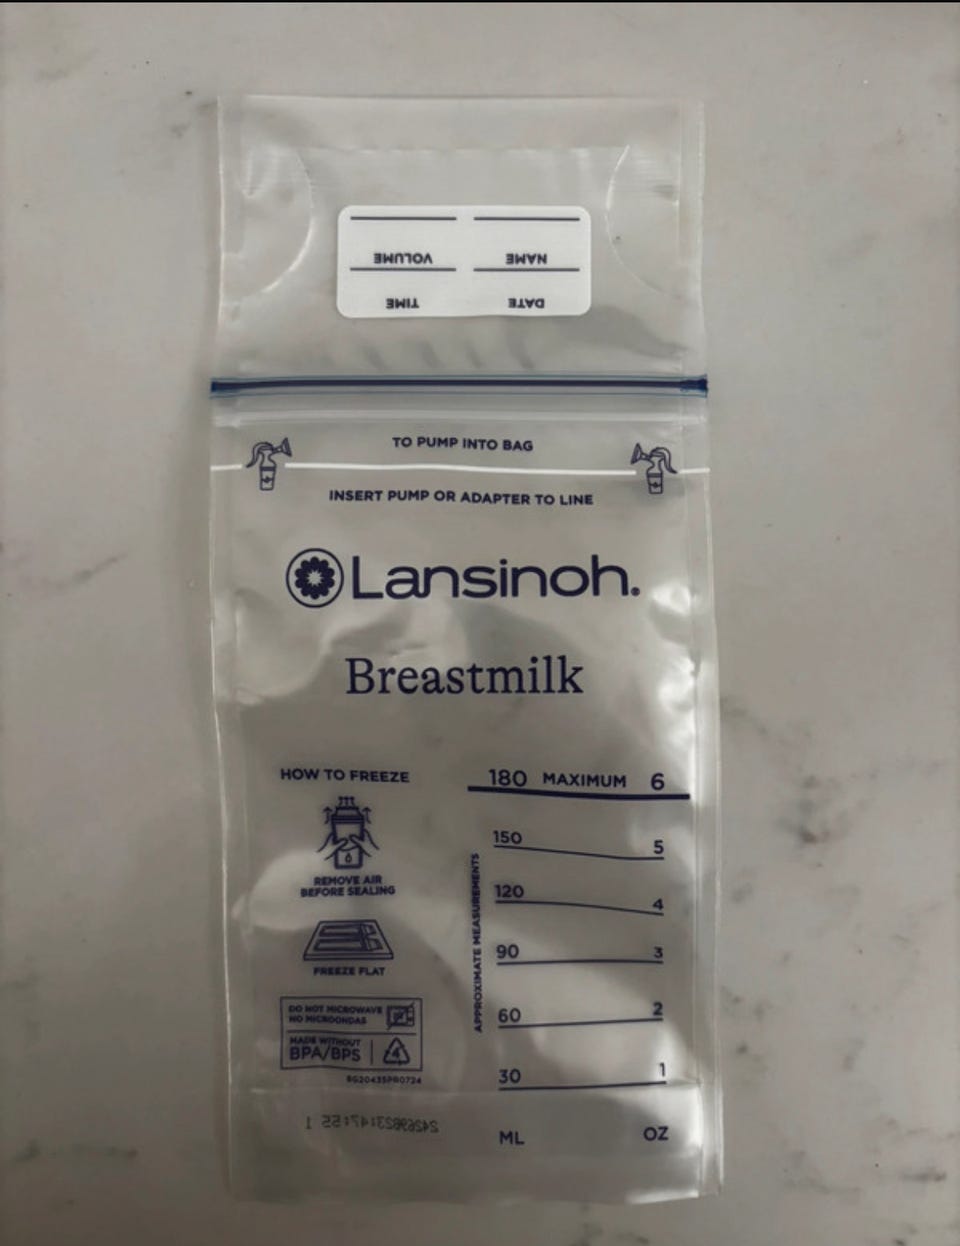 VOLUME NAME
TIME DATE
TO PUMP INTO BAG
INSERT PUMP OR ADAPTER TO LINE
Lansinoh.
Breastmilk
HOW TO FREEZE
REMOVE AIR
BEFORE SEALING
FREEZE FLAT
DO NOT MICROWAVE
NO MICROONDAS
MADE WITHOUT
BPA/BPS
4
180 MAXIMUM 6
150 5
120 4
90 3
60 2
30 1
ML OZ
APPROXIMATE MEASUREMENTS